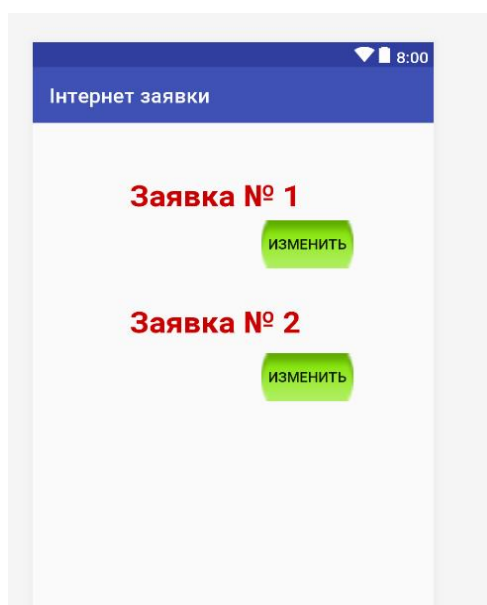 8:00
Інтернет заявки
Заявка № 1
ИЗМЕНИТЬ
Заявка № 2
ИЗМЕНИТЬ